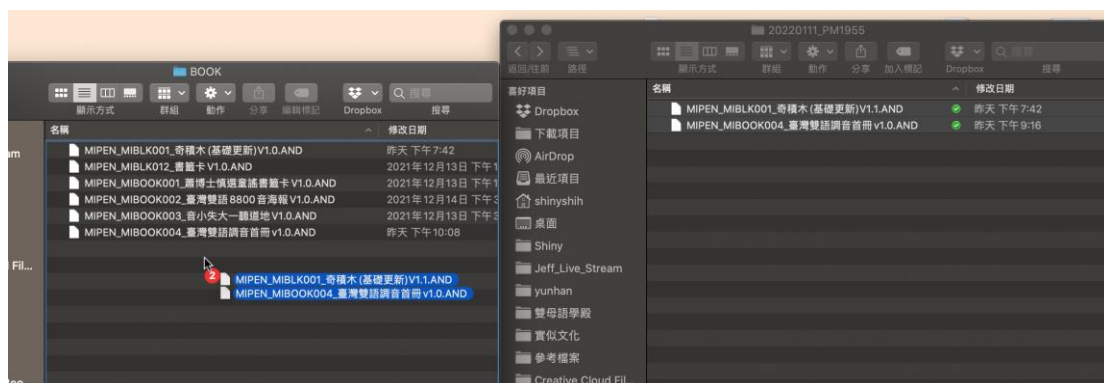 BOOK
顯示方式 群組 動作 分享 編輯標記 Dropbox 搜尋
搜尋
名稱 修改日期
MIPEN_MIBLK001_奇積木(基礎更新)V1.0.AND 昨天 下午7:42
MIPEN_MIBLK012_書籤卡V1.0.AND 2021年12月13日 下午1
MIPEN_MIBOOK001_蕭博士慎選童謠書籤卡V1.0.AND 2021年12月13日 下午1
MIPEN_MIBOOK002_臺灣雙語8800音海報V1.0.AND 2021年12月14日 下午3
MIPEN_MIBOOK003_音小失大一聽道地V1.0.AND 2021年12月13日 下午3
MIPEN_MIBOOK004_臺灣雙語調音首冊v1.0.AND 昨天 下午10:08
2
MIPEN_MIBLK001_奇積木(基礎更新)V1.1.AND
MIPEN_MIBOOK004_臺灣雙語調音首冊v1.0.AND
am
Fil...
20220111_PM1955
搜尋
返回/往前 路徑 顯示方式 群組 動作 分享 加入標記 Dropbox 搜尋
喜好項目
Dropbox
下載項目
AirDrop
最近項目
shinyshih
桌面
Shiny
Jeff_Live_Stream
yunhan
雙母語學殿
實似文化
參考檔案
Creative Cloud Fil...
名稱 修改日期
MIPEN_MIBLK001_奇積木(基礎更新)V1.1.AND 昨天 下午7:42
MIPEN_MIBOOK004_臺灣雙語調音首冊v1.0.AND 昨天 下午9:16